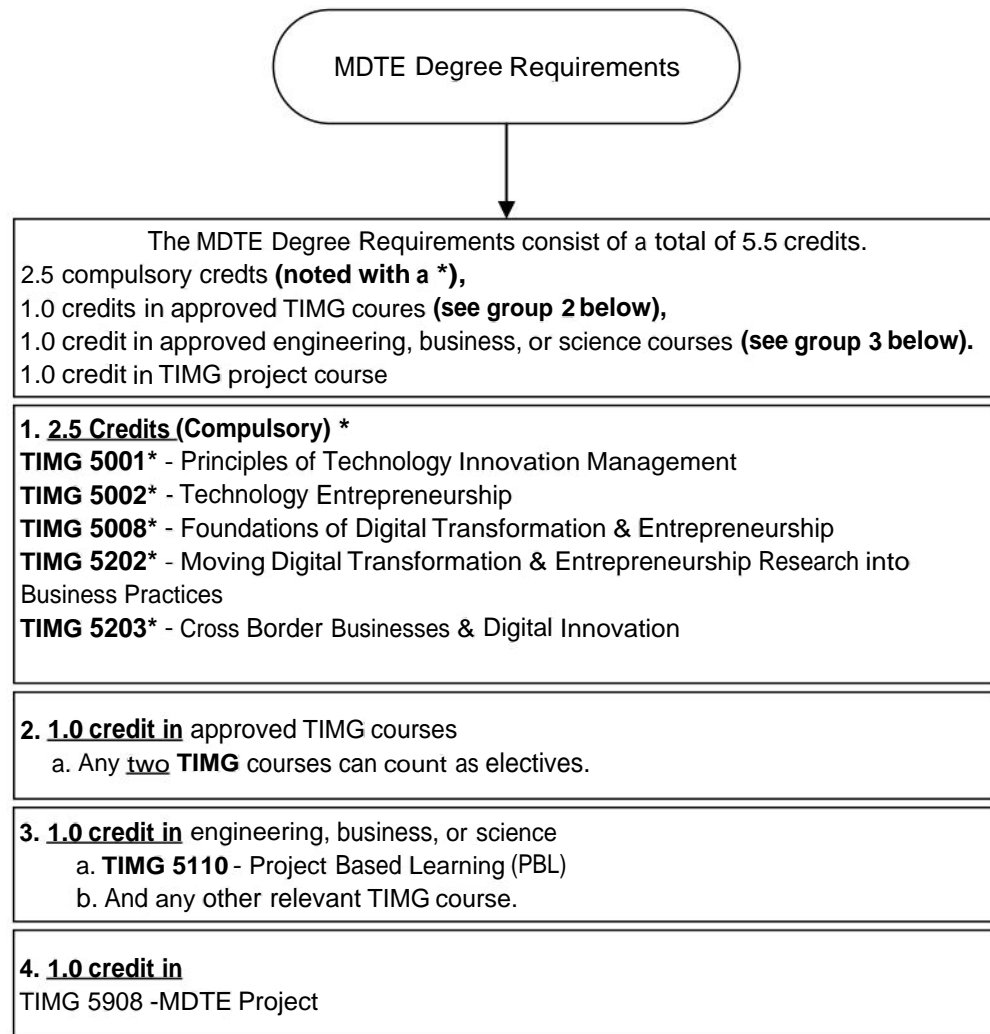 MDTE Degree Requirements
The MDTE Degree Requirements consist of a total of 5.5 credits.
2.5 compulsory credts (noted with a *),
1.0 credits in approved TIMG coures (see group 2 below),
1.0 credit in approved engineering, business, or science courses (see group 3 below).
1.0 credit in TIMG project course
1. 2.5 Credits (Compulsory) *
TIMG 5001* - Principles of Technology Innovation Management
TIMG 5002* - Technology Entrepreneurship
TIMG 5008* - Foundations of Digital Transformation & Entrepreneurship
TIMG 5202* - Moving Digital Transformation & Entrepreneurship Research into
Business Practices
TIMG 5203* - Cross Border Businesses & Digital Innovation
2. 1.0 credit in approved TIMG courses
a. Any two TIMG courses can count as electives.
3. 1.0 credit in engineering, business, or science
a. TIMG 5110 - Project Based Learning (PBL)
b. And any other relevant TIMG course.
4. 1.0 credit in
TIMG 5908 -MDTE Project